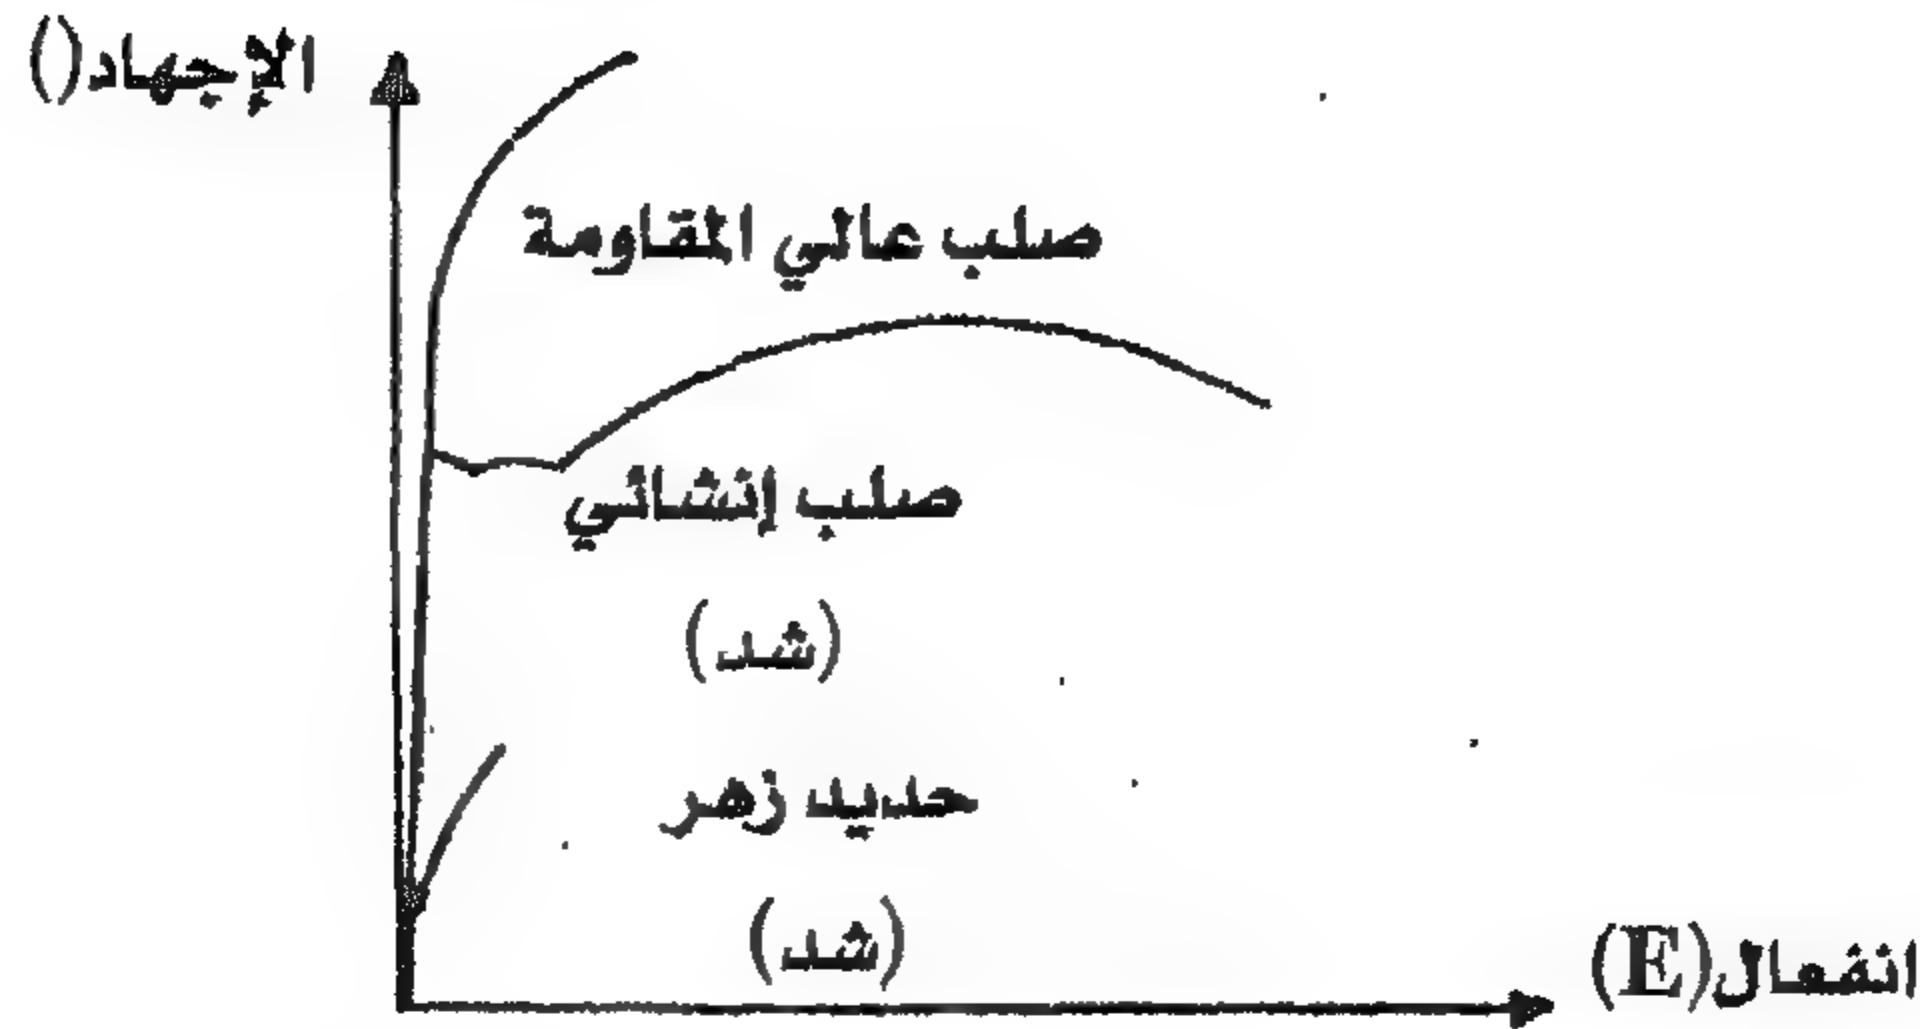 الإجهاد()
صلب عالي المقاومة
صلب إنشائي
(شد)
حديد زهر
(شد)
انفعال(E)